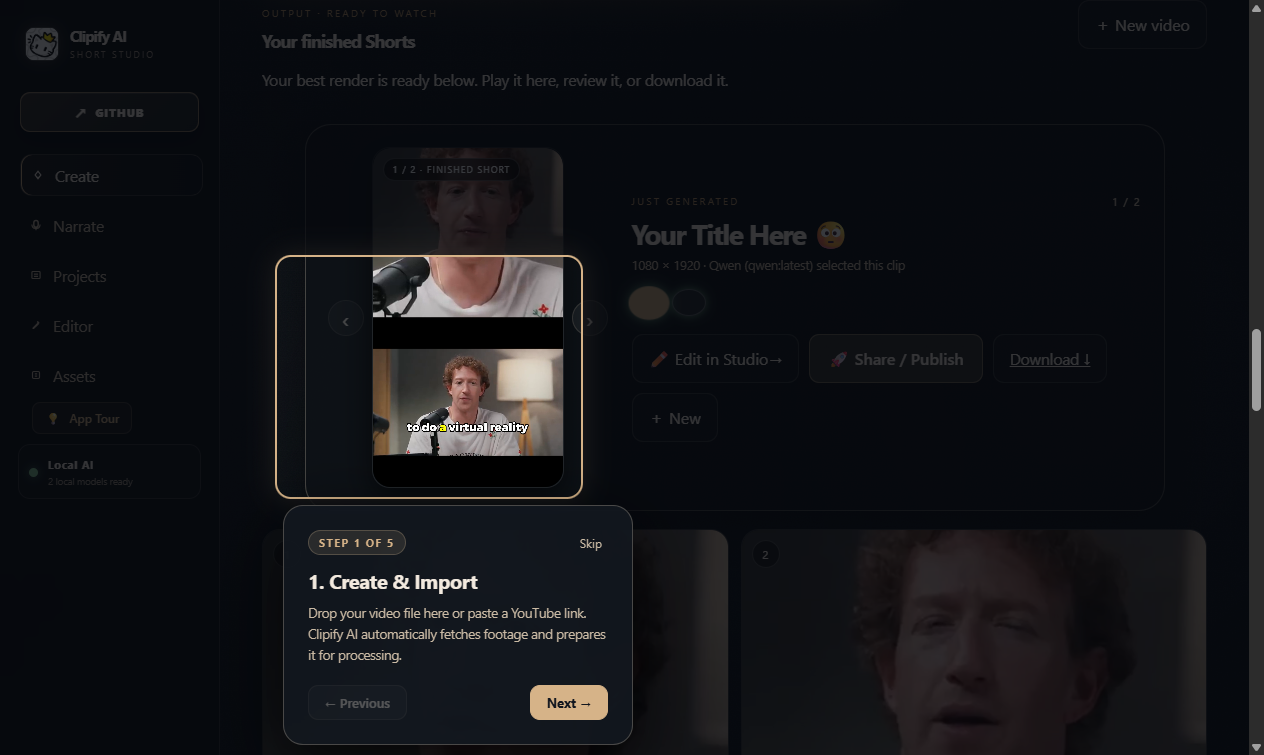 Clipify AI
SHORT STUDIO
↗ GITHUB
Create
Narrate
Projects
Editor
Assets
App Tour
Local AI
2 local models ready
OUTPUT · READY TO WATCH
Your finished Shorts
Your best render is ready below. Play it here, review it, or download it.
+ New video
1 / 2 · FINISHED SHORT
to do a virtual reality
‹
›
JUST GENERATED
1 / 2
Your Title Here 😳
1080 × 1920 · Qwen (qwen:latest) selected this clip
Edit in Studio→
🚀 Share / Publish
Download ↓
+ New
2
STEP 1 OF 5
Skip
1. Create & Import
Drop your video file here or paste a YouTube link.
Clipify AI automatically fetches footage and prepares
it for processing.
← Previous
Next →